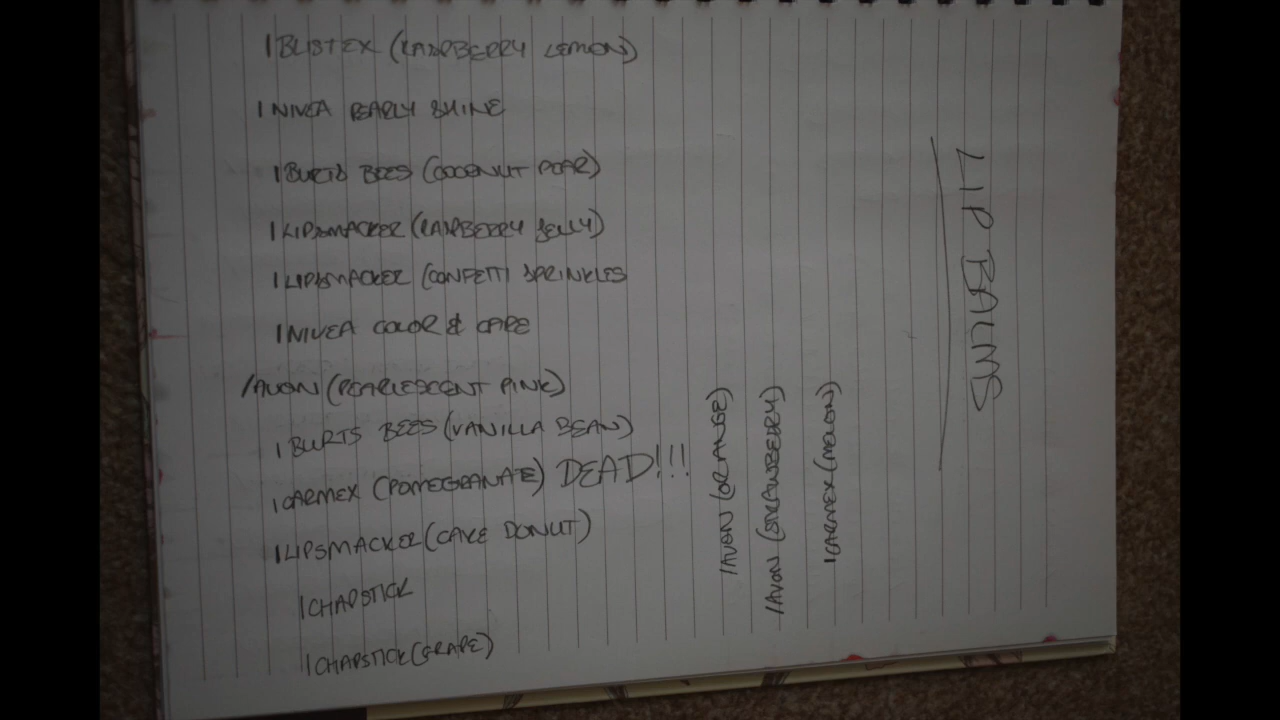 LIP BALMS
1 BLISTEX (RASPBERRY LEMON)
1 NIVEA PEARLY SHINE
1 BURTS BEES (COCONUT PEAR)
1 LIPSMACKER (RASPBERRY JELLY)
1 LIPSMACKER (CONFETTI SPRINKLES
1 NIVEA COLOR & CARE
1 AVON (PEARLESCENT PINK)
1 BURTS BEES (VANILLA BEAN)
1 CARMEX (POMEGRANATE) DEAD!!!
1 LIPSMACKER (CAKE DONUT)
1 CHAPSTICK
1 CHAPSTICK (GRAPE)
1 AVON (ORANGE)
1 AVON (STRAWBERRY)
1 CARMEX (MELON)